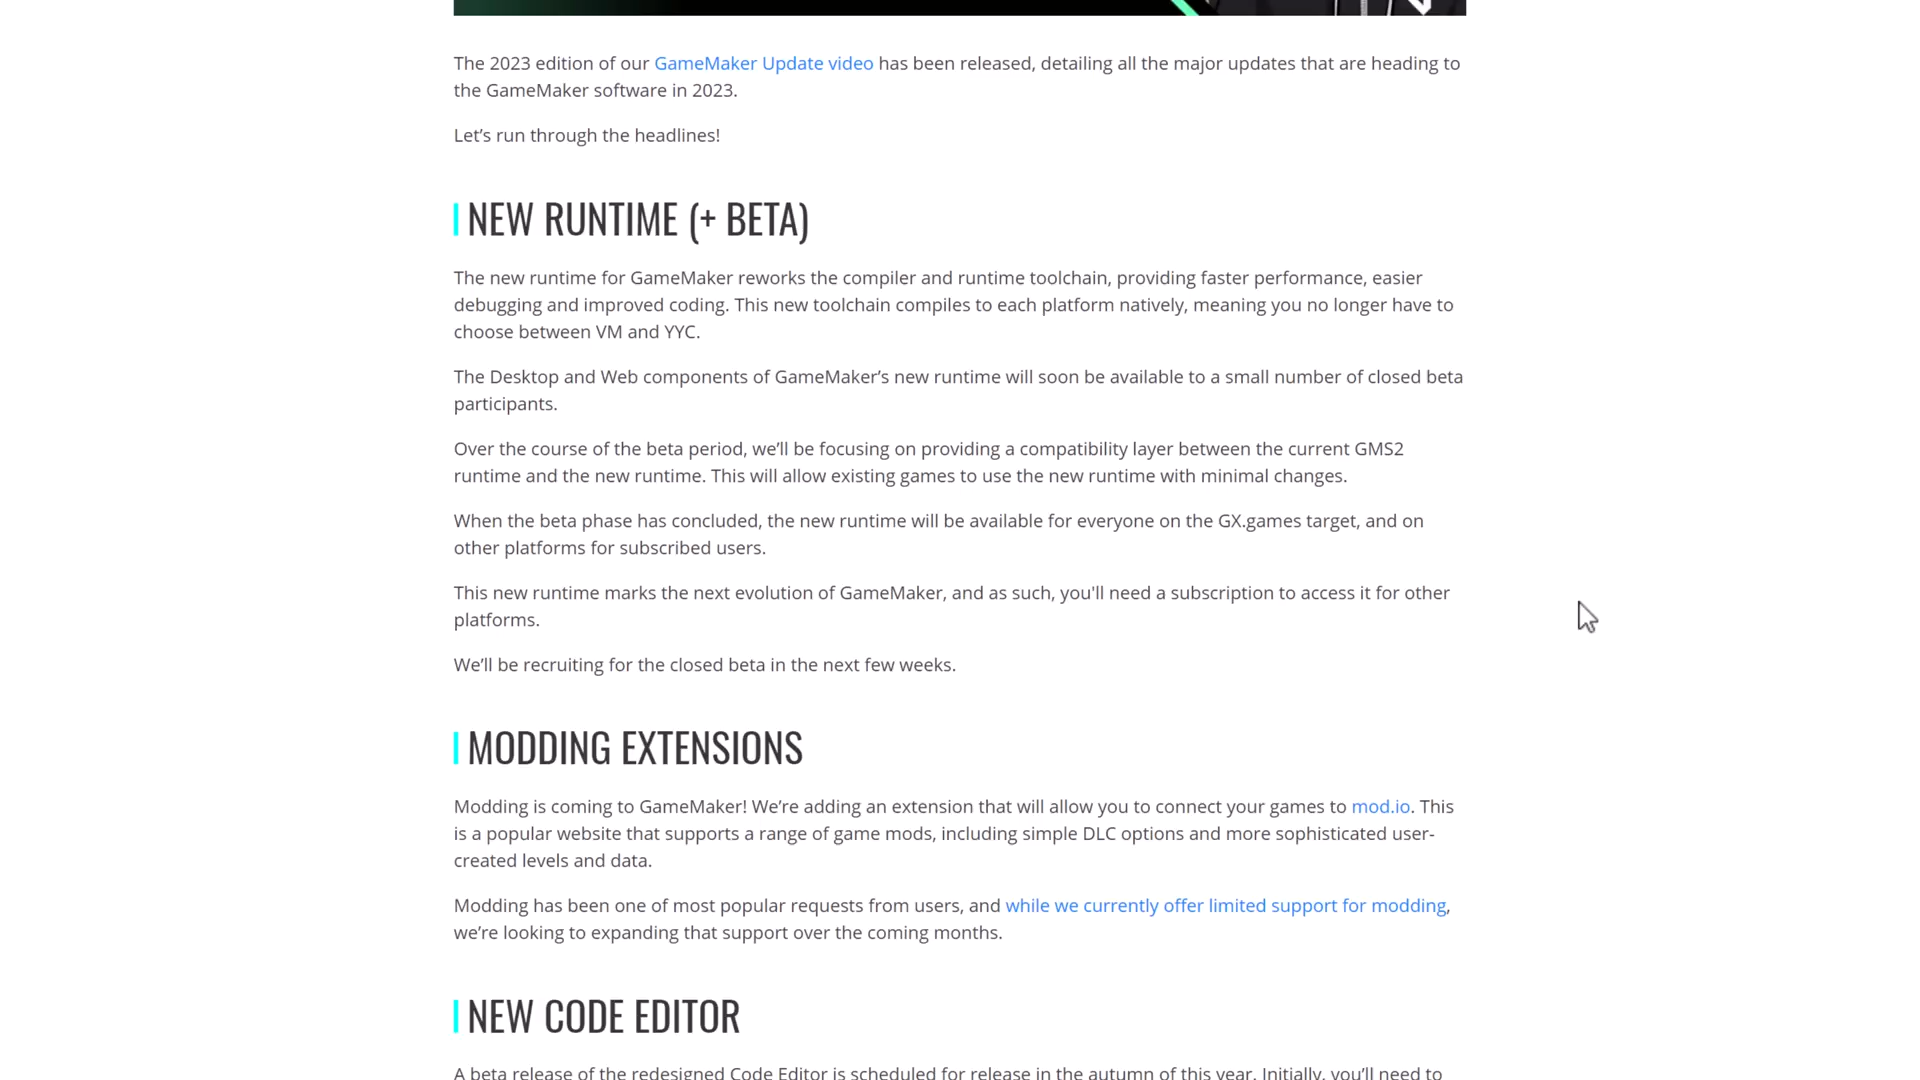 The 2023 edition of our GameMaker Update video has been released, detailing all the major updates that are heading to
the GameMaker software in 2023.
Let’s run through the headlines!
NEW RUNTIME (+ BETA)
The new runtime for GameMaker reworks the compiler and runtime toolchain, providing faster performance, easier
debugging and improved coding. This new toolchain compiles to each platform natively, meaning you no longer have to
choose between VM and YYC.
The Desktop and Web components of GameMaker’s new runtime will soon be available to a small number of closed beta
participants.
Over the course of the beta period, we’ll be focusing on providing a compatibility layer between the current GMS2
runtime and the new runtime. This will allow existing games to use the new runtime with minimal changes.
When the beta phase has concluded, the new runtime will be available for everyone on the GX.games target, and on
other platforms for subscribed users.
This new runtime marks the next evolution of GameMaker, and as such, you'll need a subscription to access it for other
platforms.
We’ll be recruiting for the closed beta in the next few weeks.
MODDING EXTENSIONS
Modding is coming to GameMaker! We’re adding an extension that will allow you to connect your games to mod.io. This
is a popular website that supports a range of game mods, including simple DLC options and more sophisticated user-
created levels and data.
Modding has been one of most popular requests from users, and while we currently offer limited support for modding,
we’re looking to expanding that support over the coming months.
NEW CODE EDITOR
A beta release of the redesigned Code Editor is scheduled for release in the autumn of this year. Initially, you’ll need to